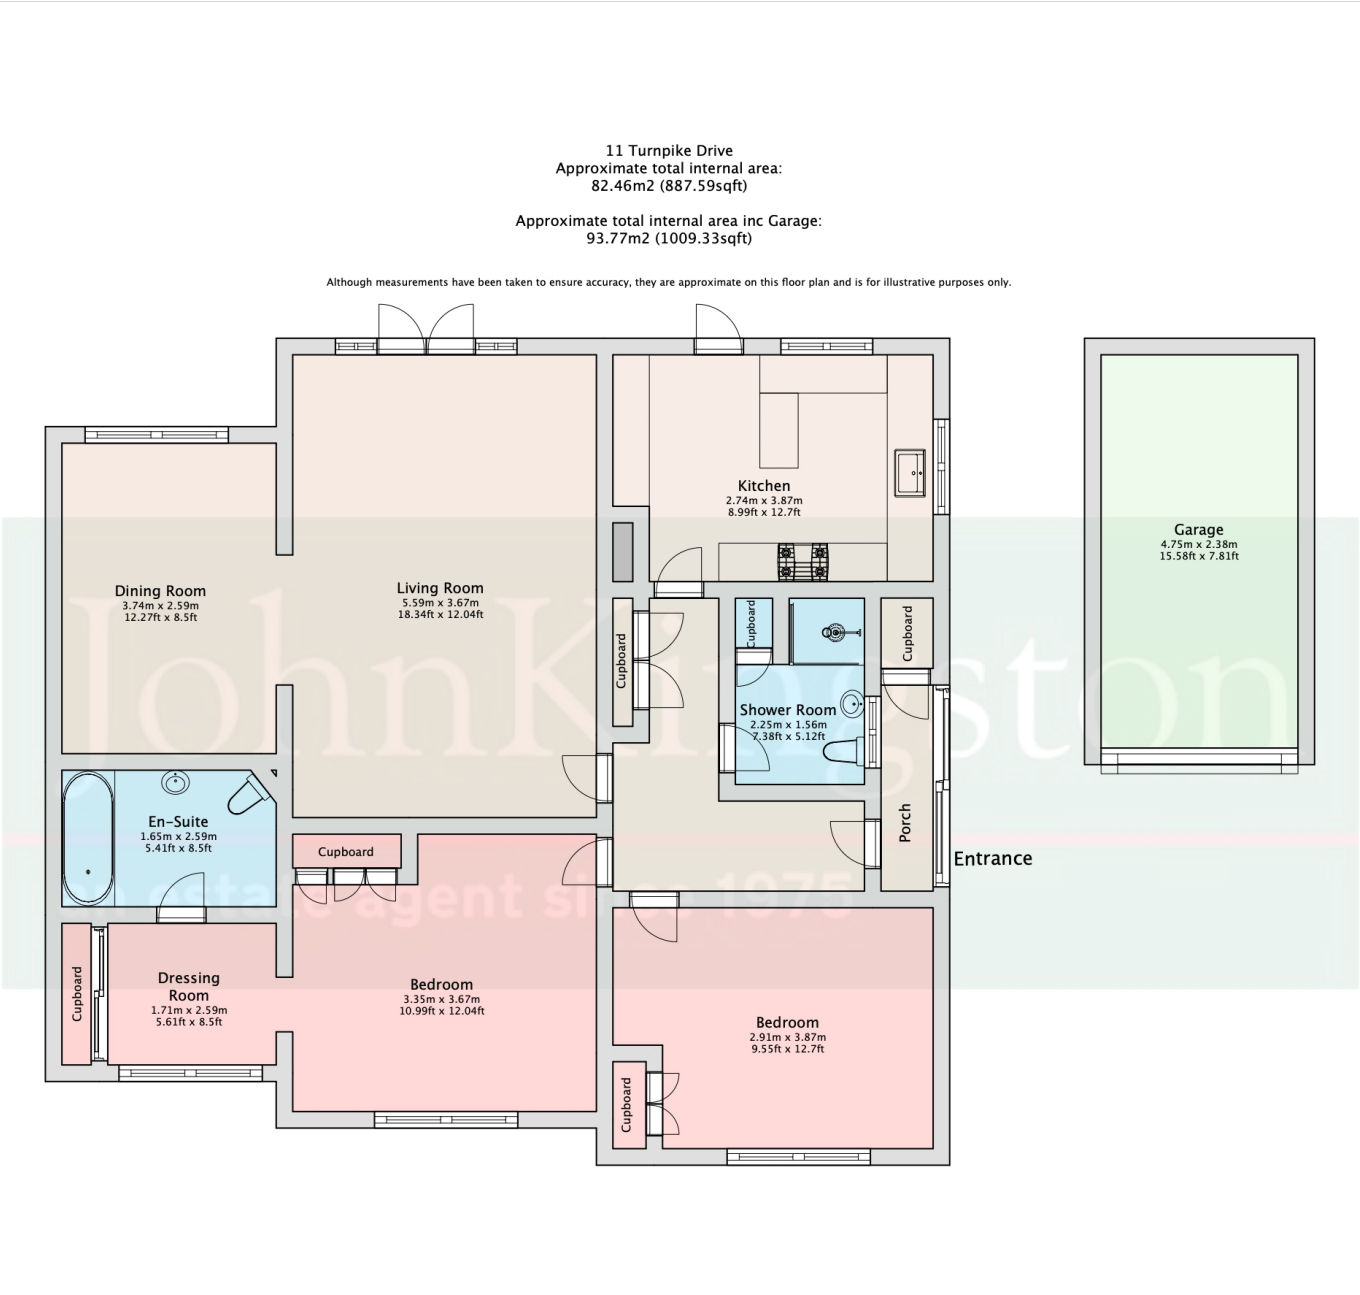 11 Turnpike Drive
Approximate total internal area:
82.46m2 (887.59sqft)
Approximate total internal area inc Garage:
93.77m2 (1009.33sqft)
Although measurements have been taken to ensure accuracy, they are approximate on this floor plan and is for illustrative purposes only.
Kitchen
2.74m x 3.87m
8.99ft x 12.7ft
Garage
4.75m x 2.38m
15.58ft x 7.81ft
Dining Room
3.74m x 2.59m
12.27ft x 8.5ft
Living Room
5.59m x 3.67m
18.34ft x 12.04ft
Cupboard
Cupboard
Cupboard
Shower Room
2.25m x 1.56m
7.38ft x 5.12ft
JohnKingston
En-Suite
1.65m x 2.59m
5.41ft x 8.5ft
Porch
Cupboard
Entrance
an estate agent since 1975
Dressing
Room
1.71m x 2.59m
5.61ft x 8.5ft
Cupboard
Bedroom
3.35m x 3.67m
10.99ft x 12.04ft
Bedroom
2.91m x 3.87m
9.55ft x 12.7ft
Cupboard